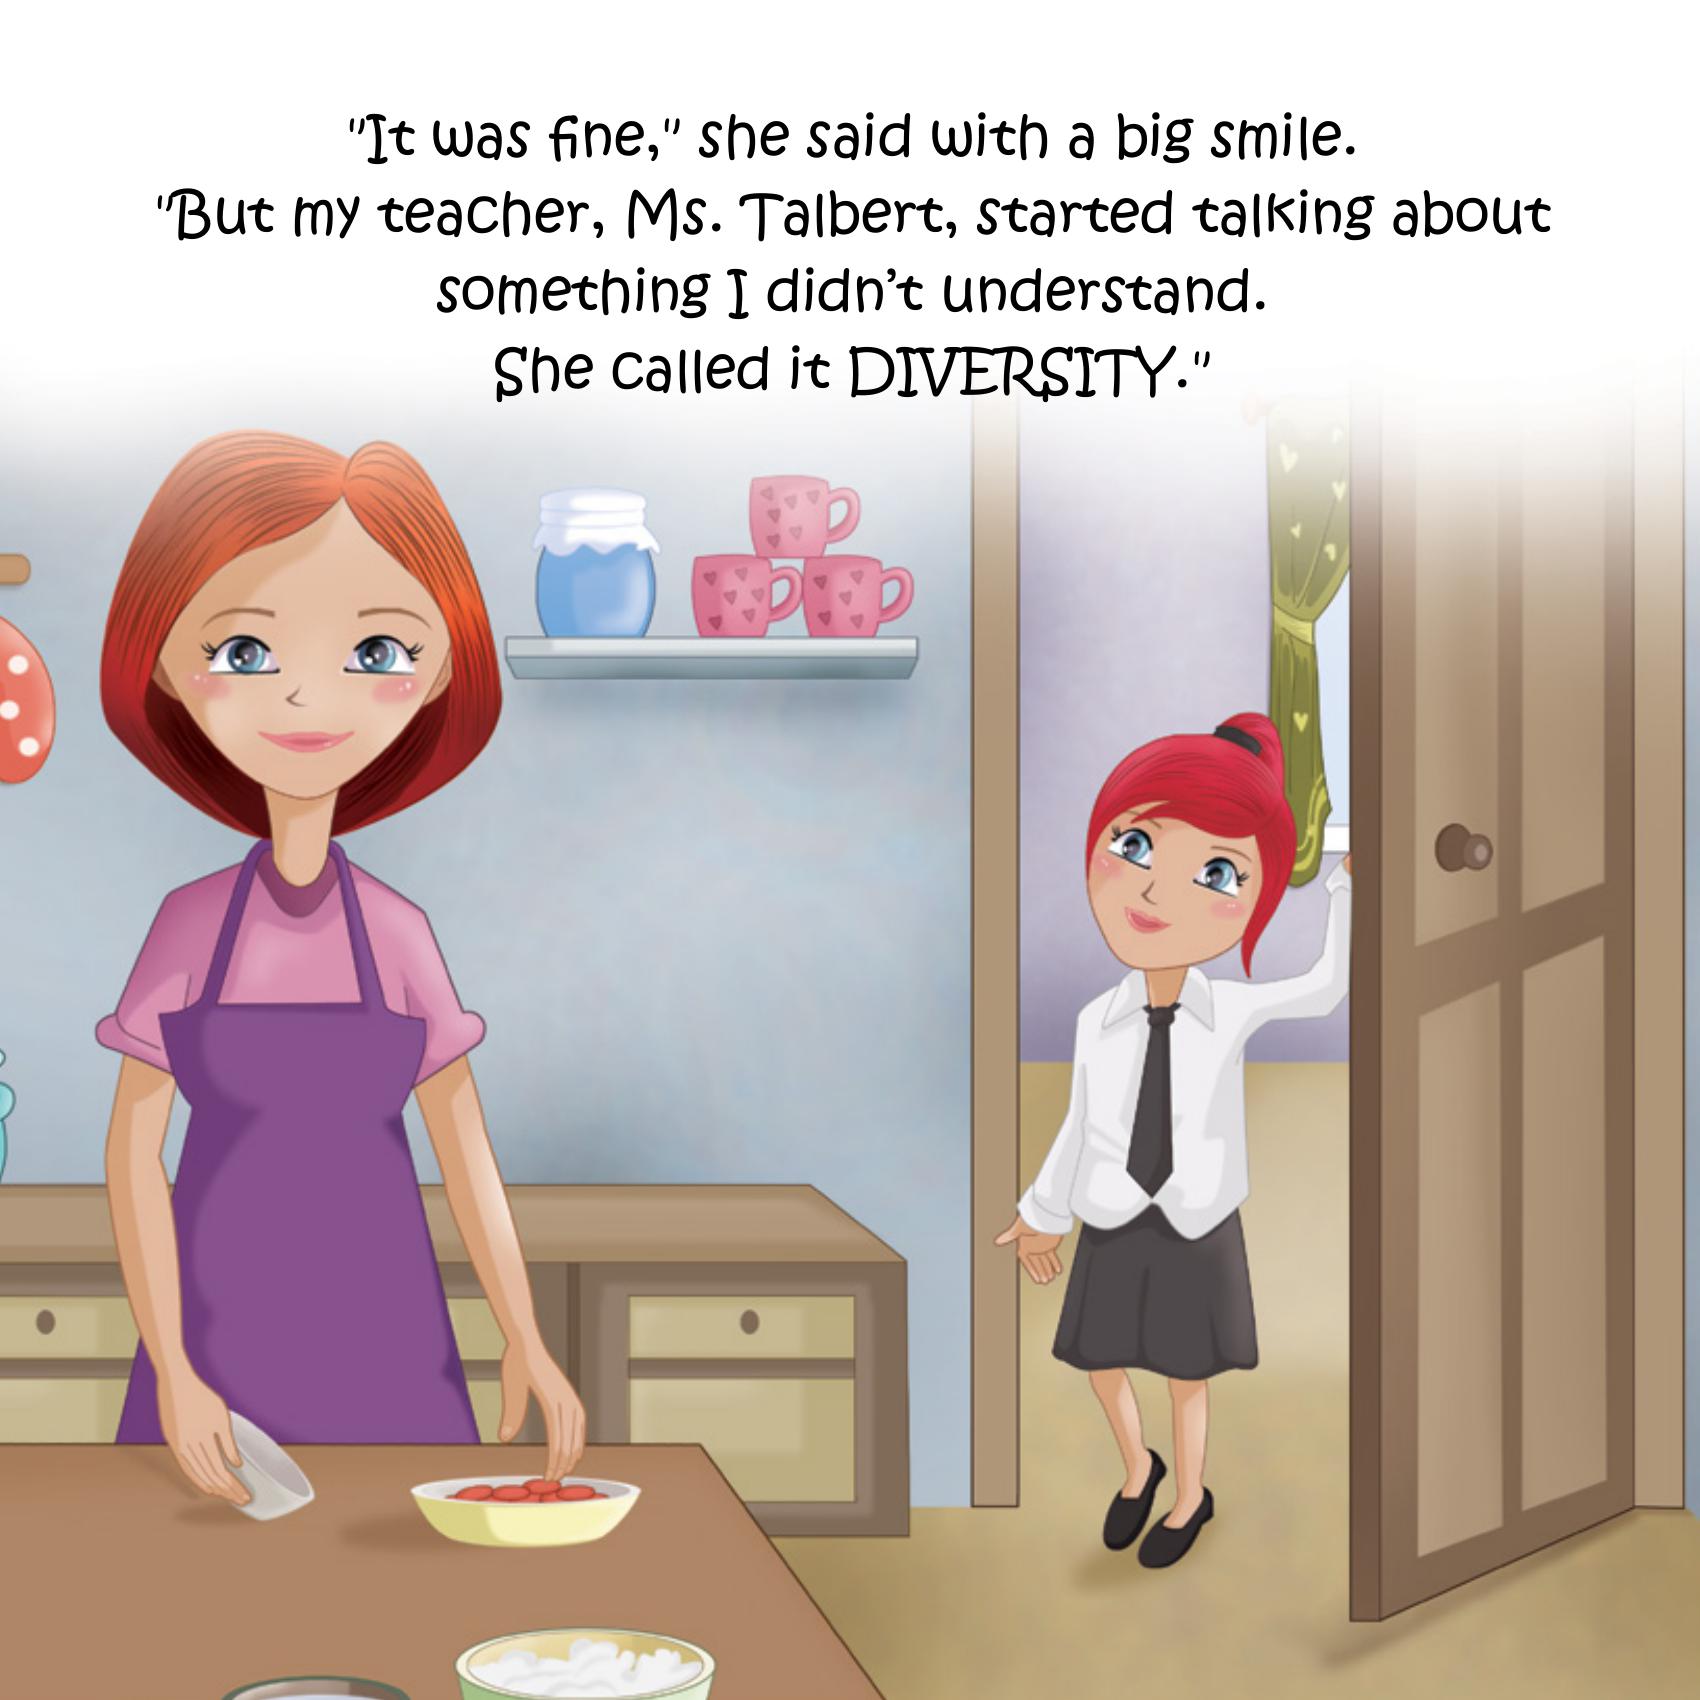 "It was fine," she said with a big smile.
"But my teacher, Ms. Talbert, started talking about
something I didn’t understand.
She called it DIVERSITY."